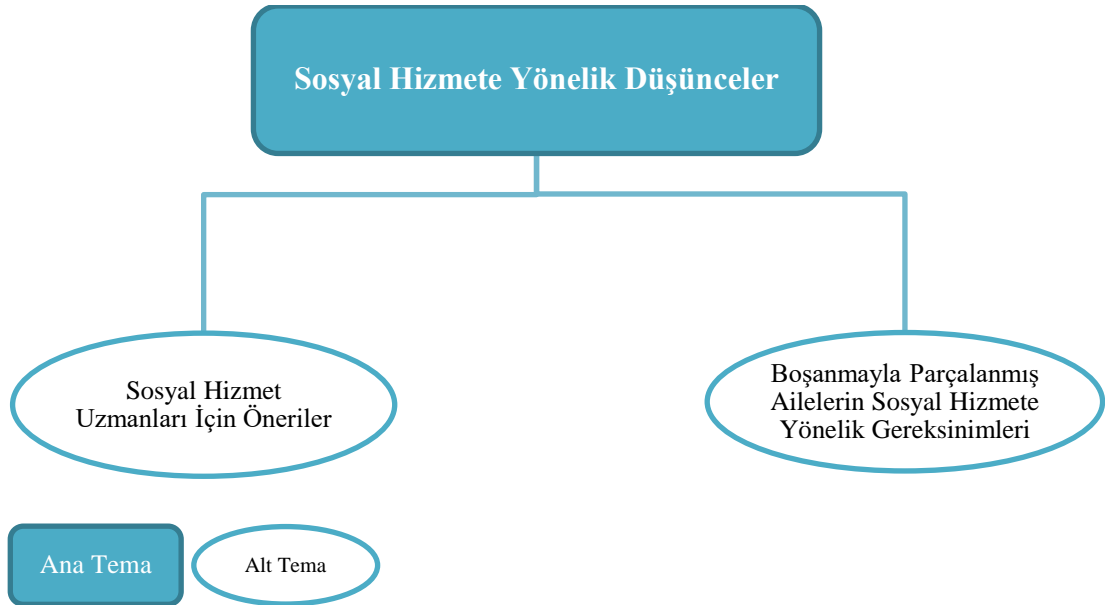 Sosyal Hizmete Yönelik Düşünceler
Sosyal Hizmet
Uzmanları İçin Öneriler
Boşanmayla Parçalanmış
Ailelerin Sosyal Hizmete
Yönelik Gereksinimleri
Ana Tema
Alt Tema